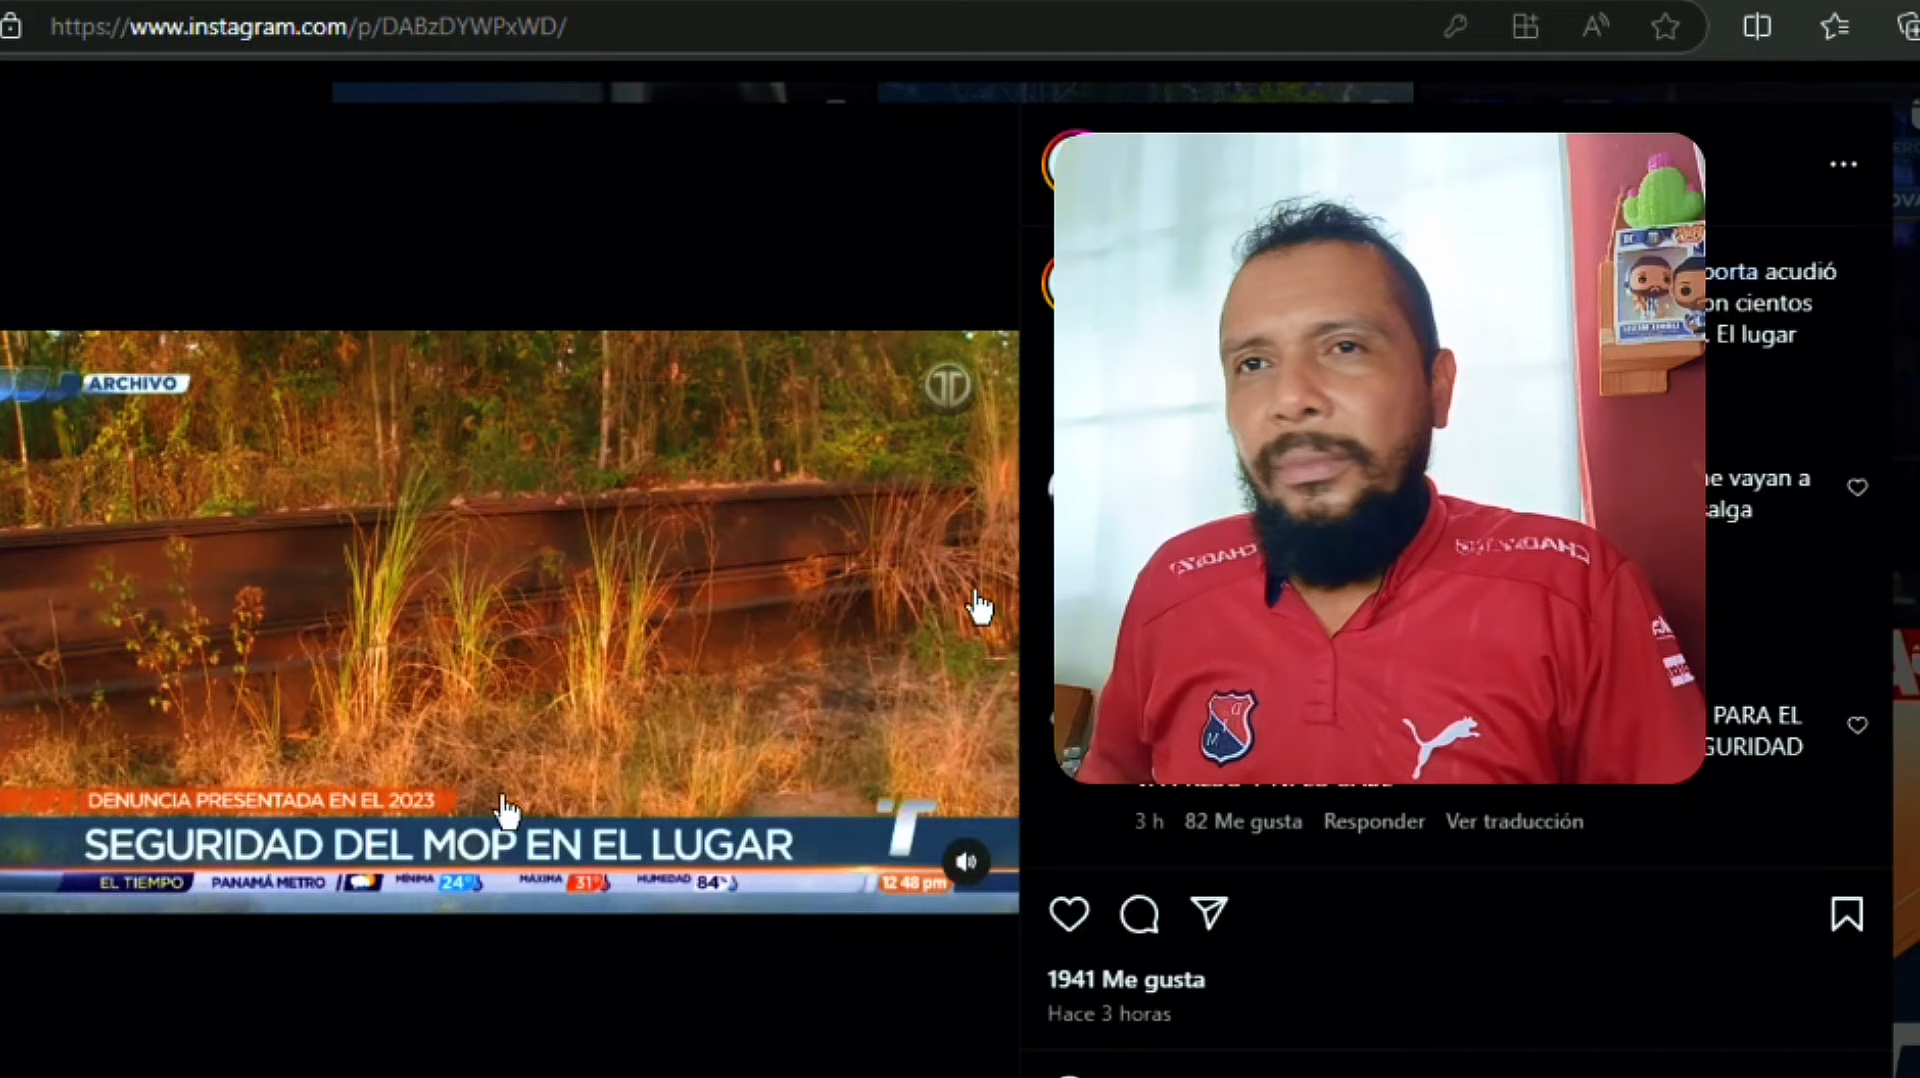 https://www.instagram.com/p/DABzDYWPxWD/
ARCHIVO
DENUNCIA PRESENTADA EN EL 2023
SEGURIDAD DEL MOP EN EL LUGAR
EL TIEMPO PANAMÁ METRO MÍNIMA 24° MÁXIMA 31° HUMEDAD 84% 12:48 pm
porta acudió
on cientos
. El lugar
ne vayan a
alga
PARA EL
GURIDAD
3 h 82 Me gusta Responder Ver traducción
1941 Me gusta
Hace 3 horas
DIM